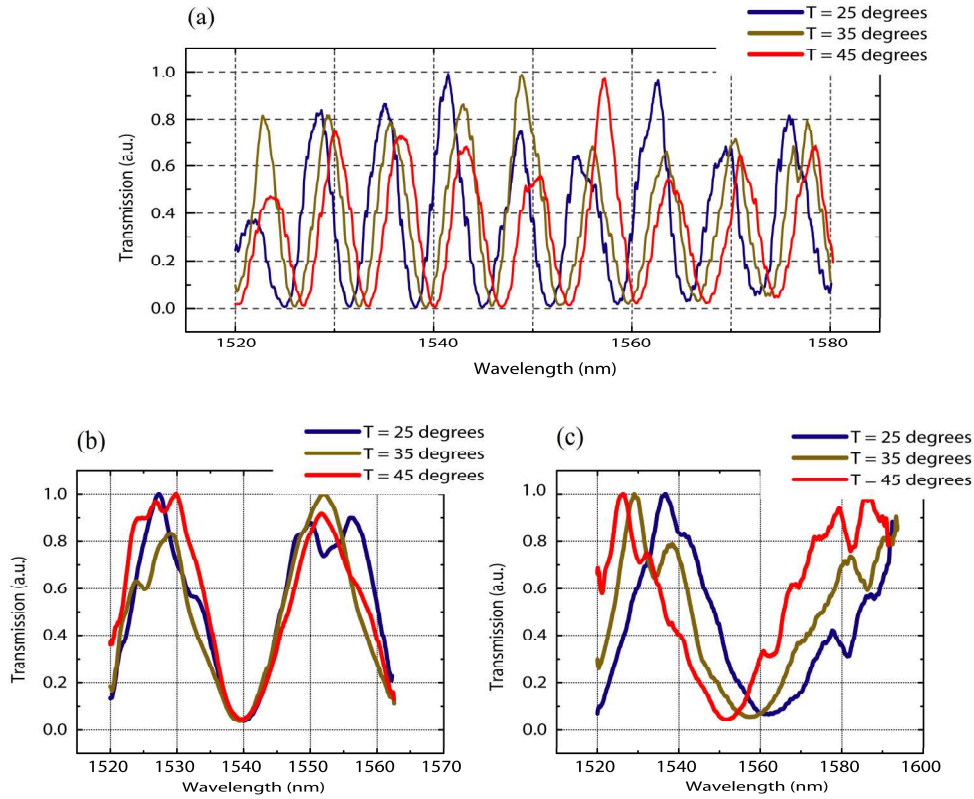 (a)
T = 25 degrees
T = 35 degrees
T = 45 degrees
1.0
0.8
0.6
0.4
0.2
0.0
Transmission (a.u.)
1520
1540
1560
1580
Wavelength (nm)
(b)
T = 25 degrees
T = 35 degrees
T = 45 degrees
1.0
0.8
0.6
0.4
0.2
0.0
Transmission (a.u.)
1520
1530
1540
1550
1560
1570
Wavelength (nm)
(c)
T = 25 degrees
T = 35 degrees
T – 45 degrees
1.0
0.8
0.6
0.4
0.2
0.0
Transmission (a.u.)
1520
1540
1560
1580
1600
Wavelength (nm)